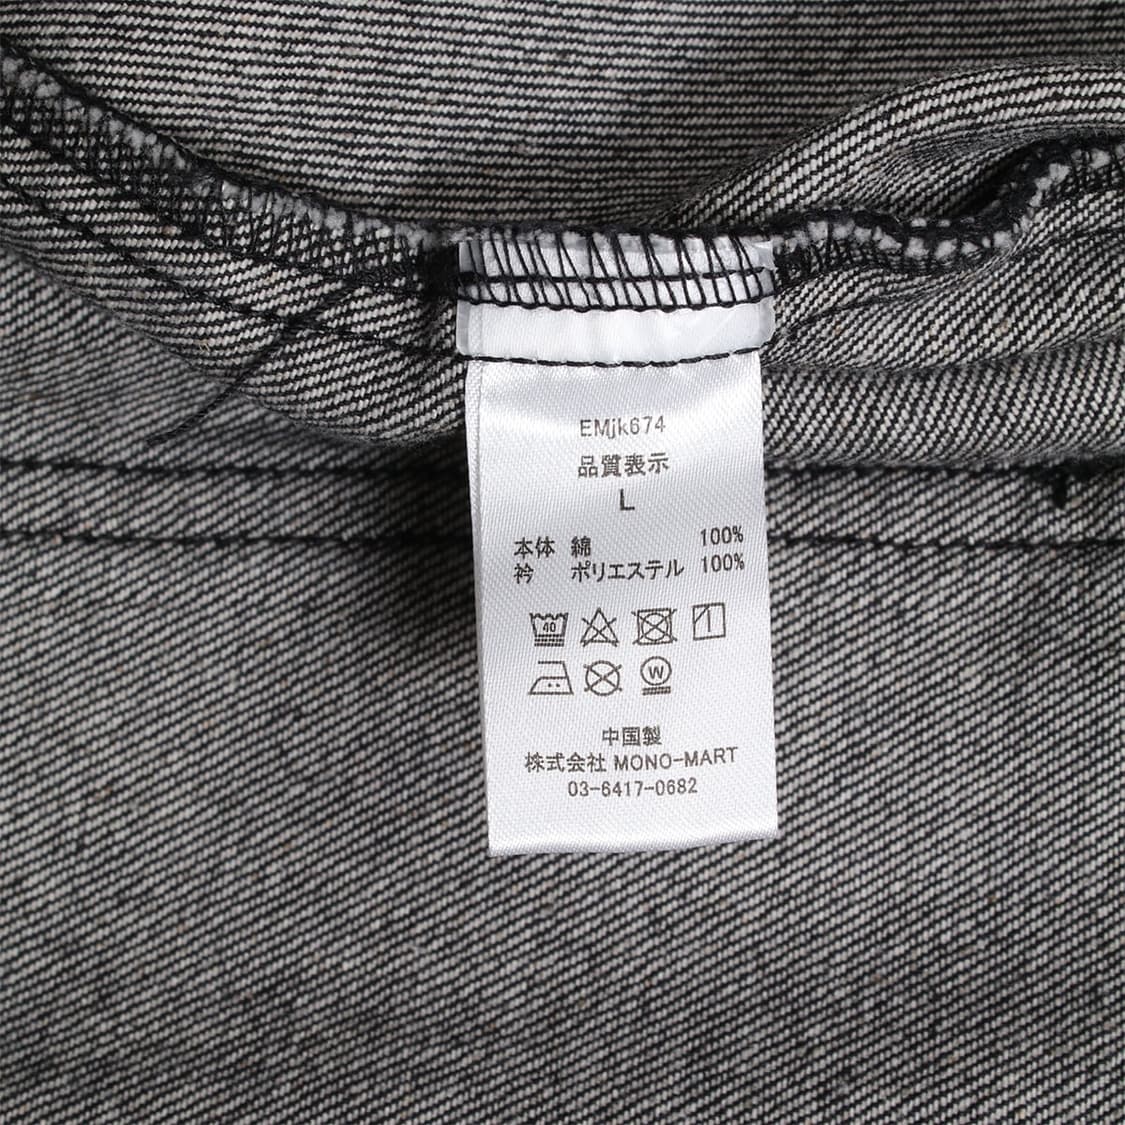 EMjk674
品質表示
L
本体 綿 100%
衿 ポリエステル 100%
40
W
中国製
株式会社 MONO-MART
03-6417-0682